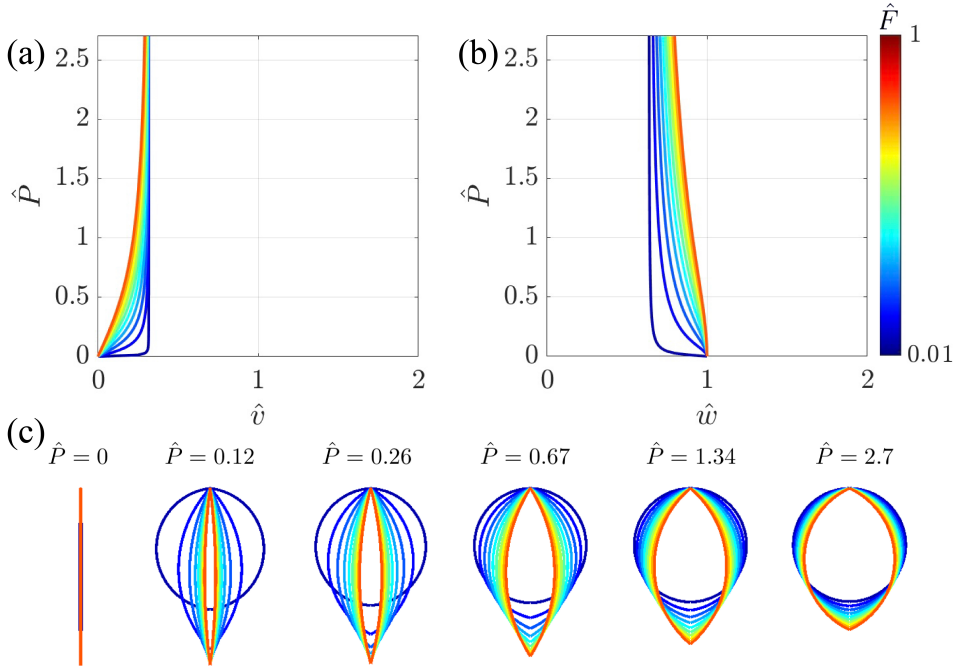 (a)
2.5
2
1.5
1
0.5
0
P̂
0 1 2
v̂
(b)
2.5
2
1.5
1
0.5
0
P̂
0 1 2
ŵ
F̂
1
0.01
(c)
P̂ = 0 P̂ = 0.12 P̂ = 0.26 P̂ = 0.67 P̂ = 1.34 P̂ = 2.7